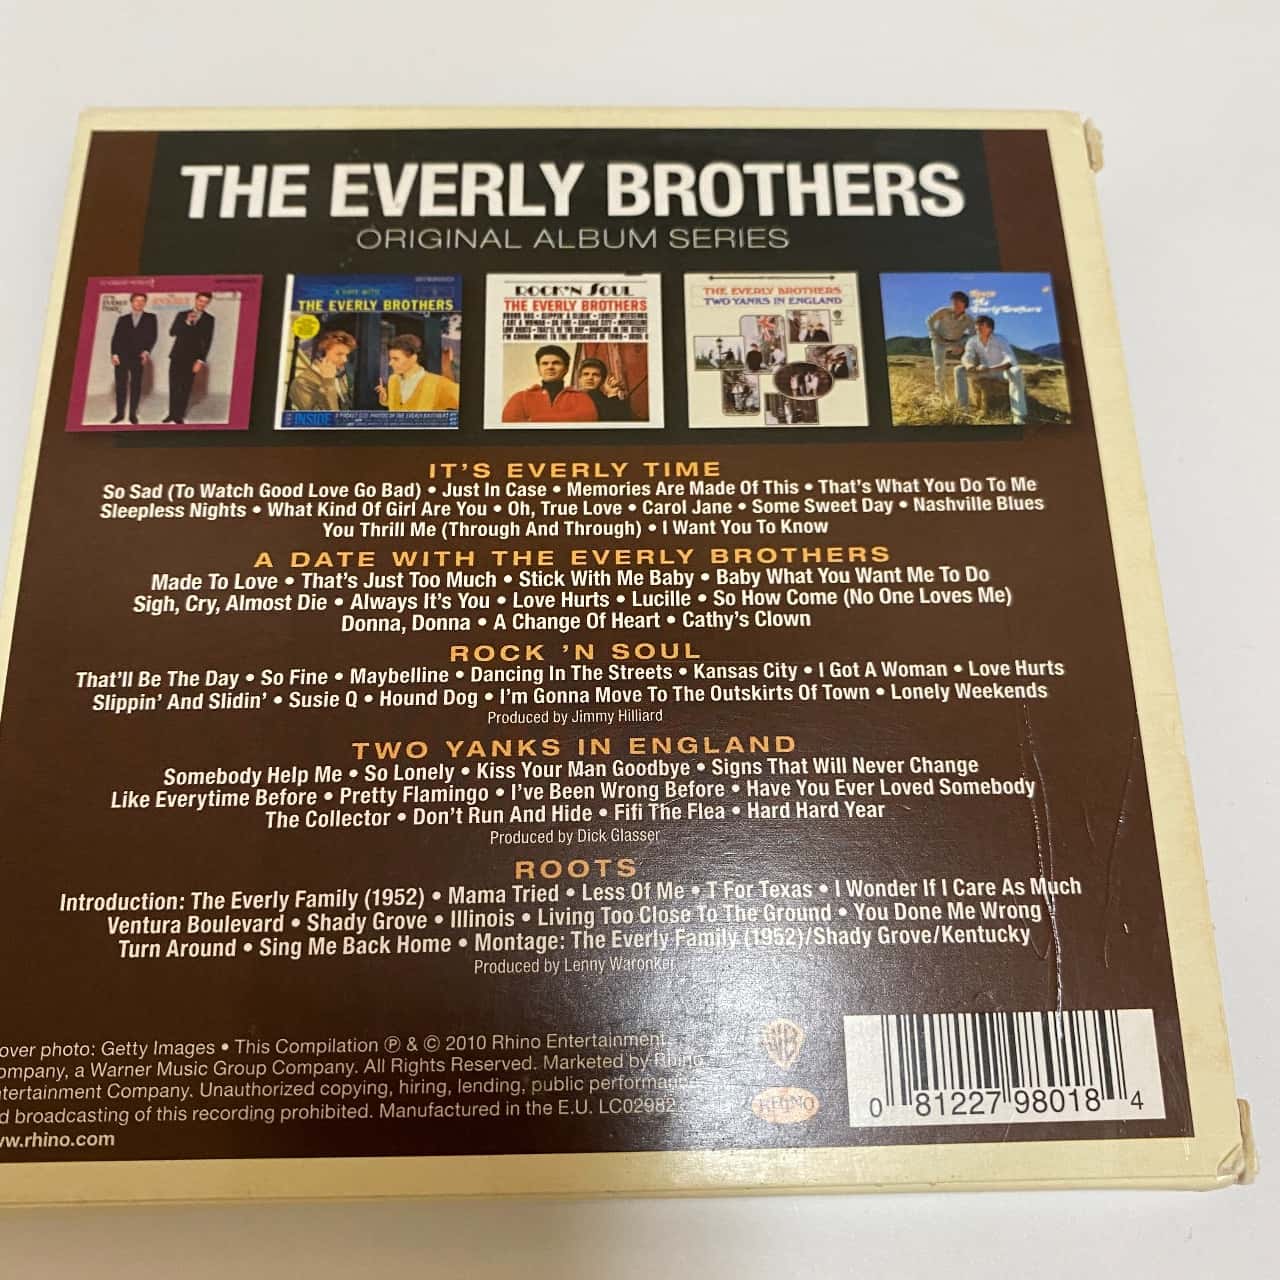 THE EVERLY BROTHERS
ORIGINAL ALBUM SERIES
A DATE WITH
THE EVERLY BROTHERS
INSIDE
ROCK'N SOUL
THE EVERLY BROTHERS
THE EVERLY BROTHERS
TWO YANKS IN ENGLAND
IT'S EVERLY TIME
So Sad (To Watch Good Love Go Bad) • Just In Case • Memories Are Made Of This • That's What You Do To Me
Sleepless Nights • What Kind Of Girl Are You • Oh, True Love • Carol Jane • Some Sweet Day • Nashville Blues
You Thrill Me (Through And Through) • I Want You To Know
A DATE WITH THE EVERLY BROTHERS
Made To Love • That's Just Too Much • Stick With Me Baby • Baby What You Want Me To Do
Sigh, Cry, Almost Die • Always It's You • Love Hurts • Lucille • So How Come (No One Loves Me)
Donna, Donna • A Change Of Heart • Cathy's Clown
ROCK 'N SOUL
That'll Be The Day • So Fine • Maybelline • Dancing In The Streets • Kansas City • I Got A Woman • Love Hurts
Slippin' And Slidin' • Susie Q • Hound Dog • I'm Gonna Move To The Outskirts Of Town • Lonely Weekends
Produced by Jimmy Hilliard
TWO YANKS IN ENGLAND
Somebody Help Me • So Lonely • Kiss Your Man Goodbye • Signs That Will Never Change
Like Everytime Before • Pretty Flamingo • I've Been Wrong Before • Have You Ever Loved Somebody
The Collector • Don't Run And Hide • Fifi The Flea • Hard Hard Year
Produced by Dick Glasser
ROOTS
Introduction: The Everly Family (1952) • Mama Tried • Less Of Me • T For Texas • I Wonder If I Care As Much
Ventura Boulevard • Shady Grove • Illinois • Living Too Close To The Ground • You Done Me Wrong
Turn Around • Sing Me Back Home • Montage: The Everly Family (1952)/Shady Grove/Kentucky
Produced by Lenny Waronker
over photo: Getty Images • This Compilation ℗ & © 2010 Rhino Entertainment
ompany, a Warner Music Group Company. All Rights Reserved. Marketed by Rhino
ntertainment Company. Unauthorized copying, hiring, lending, public performan
d broadcasting of this recording prohibited. Manufactured in the E.U. LC02982
ww.rhino.com
WB
RHINO
0 81227 98018 4